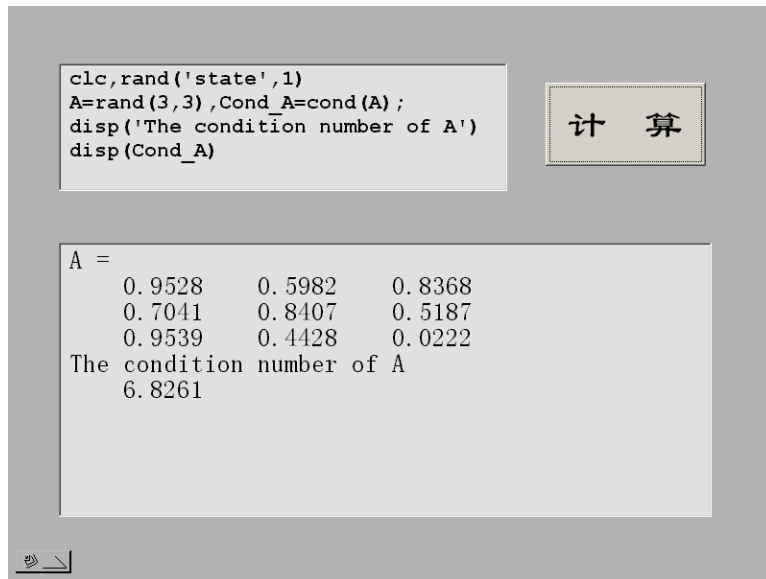 clc,rand('state',1)
A=rand(3,3),Cond_A=cond(A);
disp('The condition number of A')
disp(Cond_A)
计 算
A =
0.9528 0.5982 0.8368
0.7041 0.8407 0.5187
0.9539 0.4428 0.0222
The condition number of A
6.8261